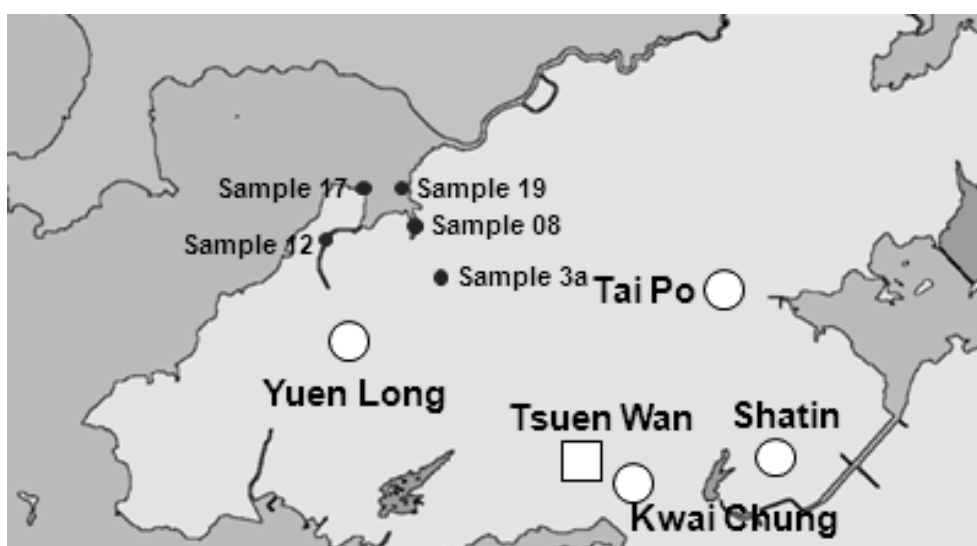 Sample 17
Sample 19
Sample 08
Sample 12
Sample 3a
Tai Po
Yuen Long
Tsuen Wan
Shatin
Kwai Chung